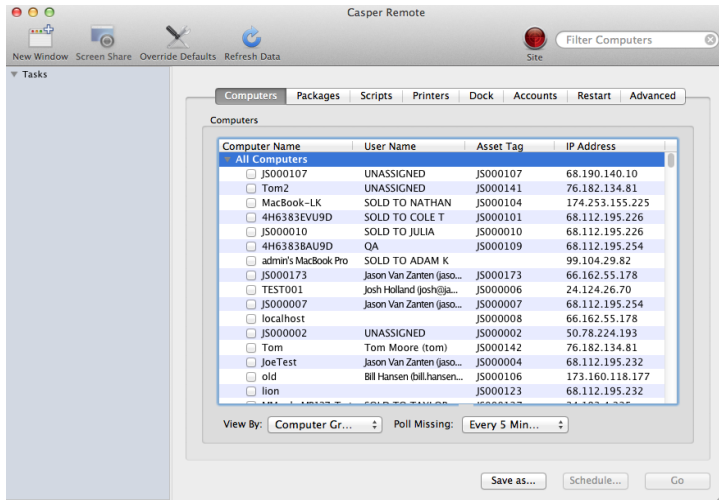 Casper Remote
New Window Screen Share Override Defaults Refresh Data Site Filter Computers
Tasks
Computers Packages Scripts Printers Dock Accounts Restart Advanced
Computers
Computer Name User Name Asset Tag IP Address
All Computers
JS000107 UNASSIGNED JS000107 68.190.140.10
Tom2 UNASSIGNED JS000141 76.182.134.81
MacBook-LK SOLD TO NATHAN JS000104 174.253.155.225
4H6383EVU9D SOLD TO COLE T JS000101 68.112.195.226
JS000010 SOLD TO JULIA JS000010 68.112.195.226
4H6383BAU9D QA JS000109 68.112.195.254
admin's MacBook Pro SOLD TO ADAM K 99.104.29.82
JS000173 Jason Van Zanten (jaso... JS000173 66.162.55.178
TEST001 Josh Holland (josh@ja... JS000006 24.124.26.70
JS000007 Jason Van Zanten (jaso... JS000007 68.112.195.254
localhost JS000008 66.162.55.178
JS000002 UNASSIGNED JS000002 50.78.224.193
Tom Tom Moore (tom) JS000142 76.182.134.81
JoeTest Jason Van Zanten (jaso... JS000004 68.112.195.232
old Bill Hansen (bill.hansen... JS000106 173.160.118.177
lion JS000123 68.112.195.232
View By: Computer Gr... Poll Missing: Every 5 Min...
Save as... Schedule... Go